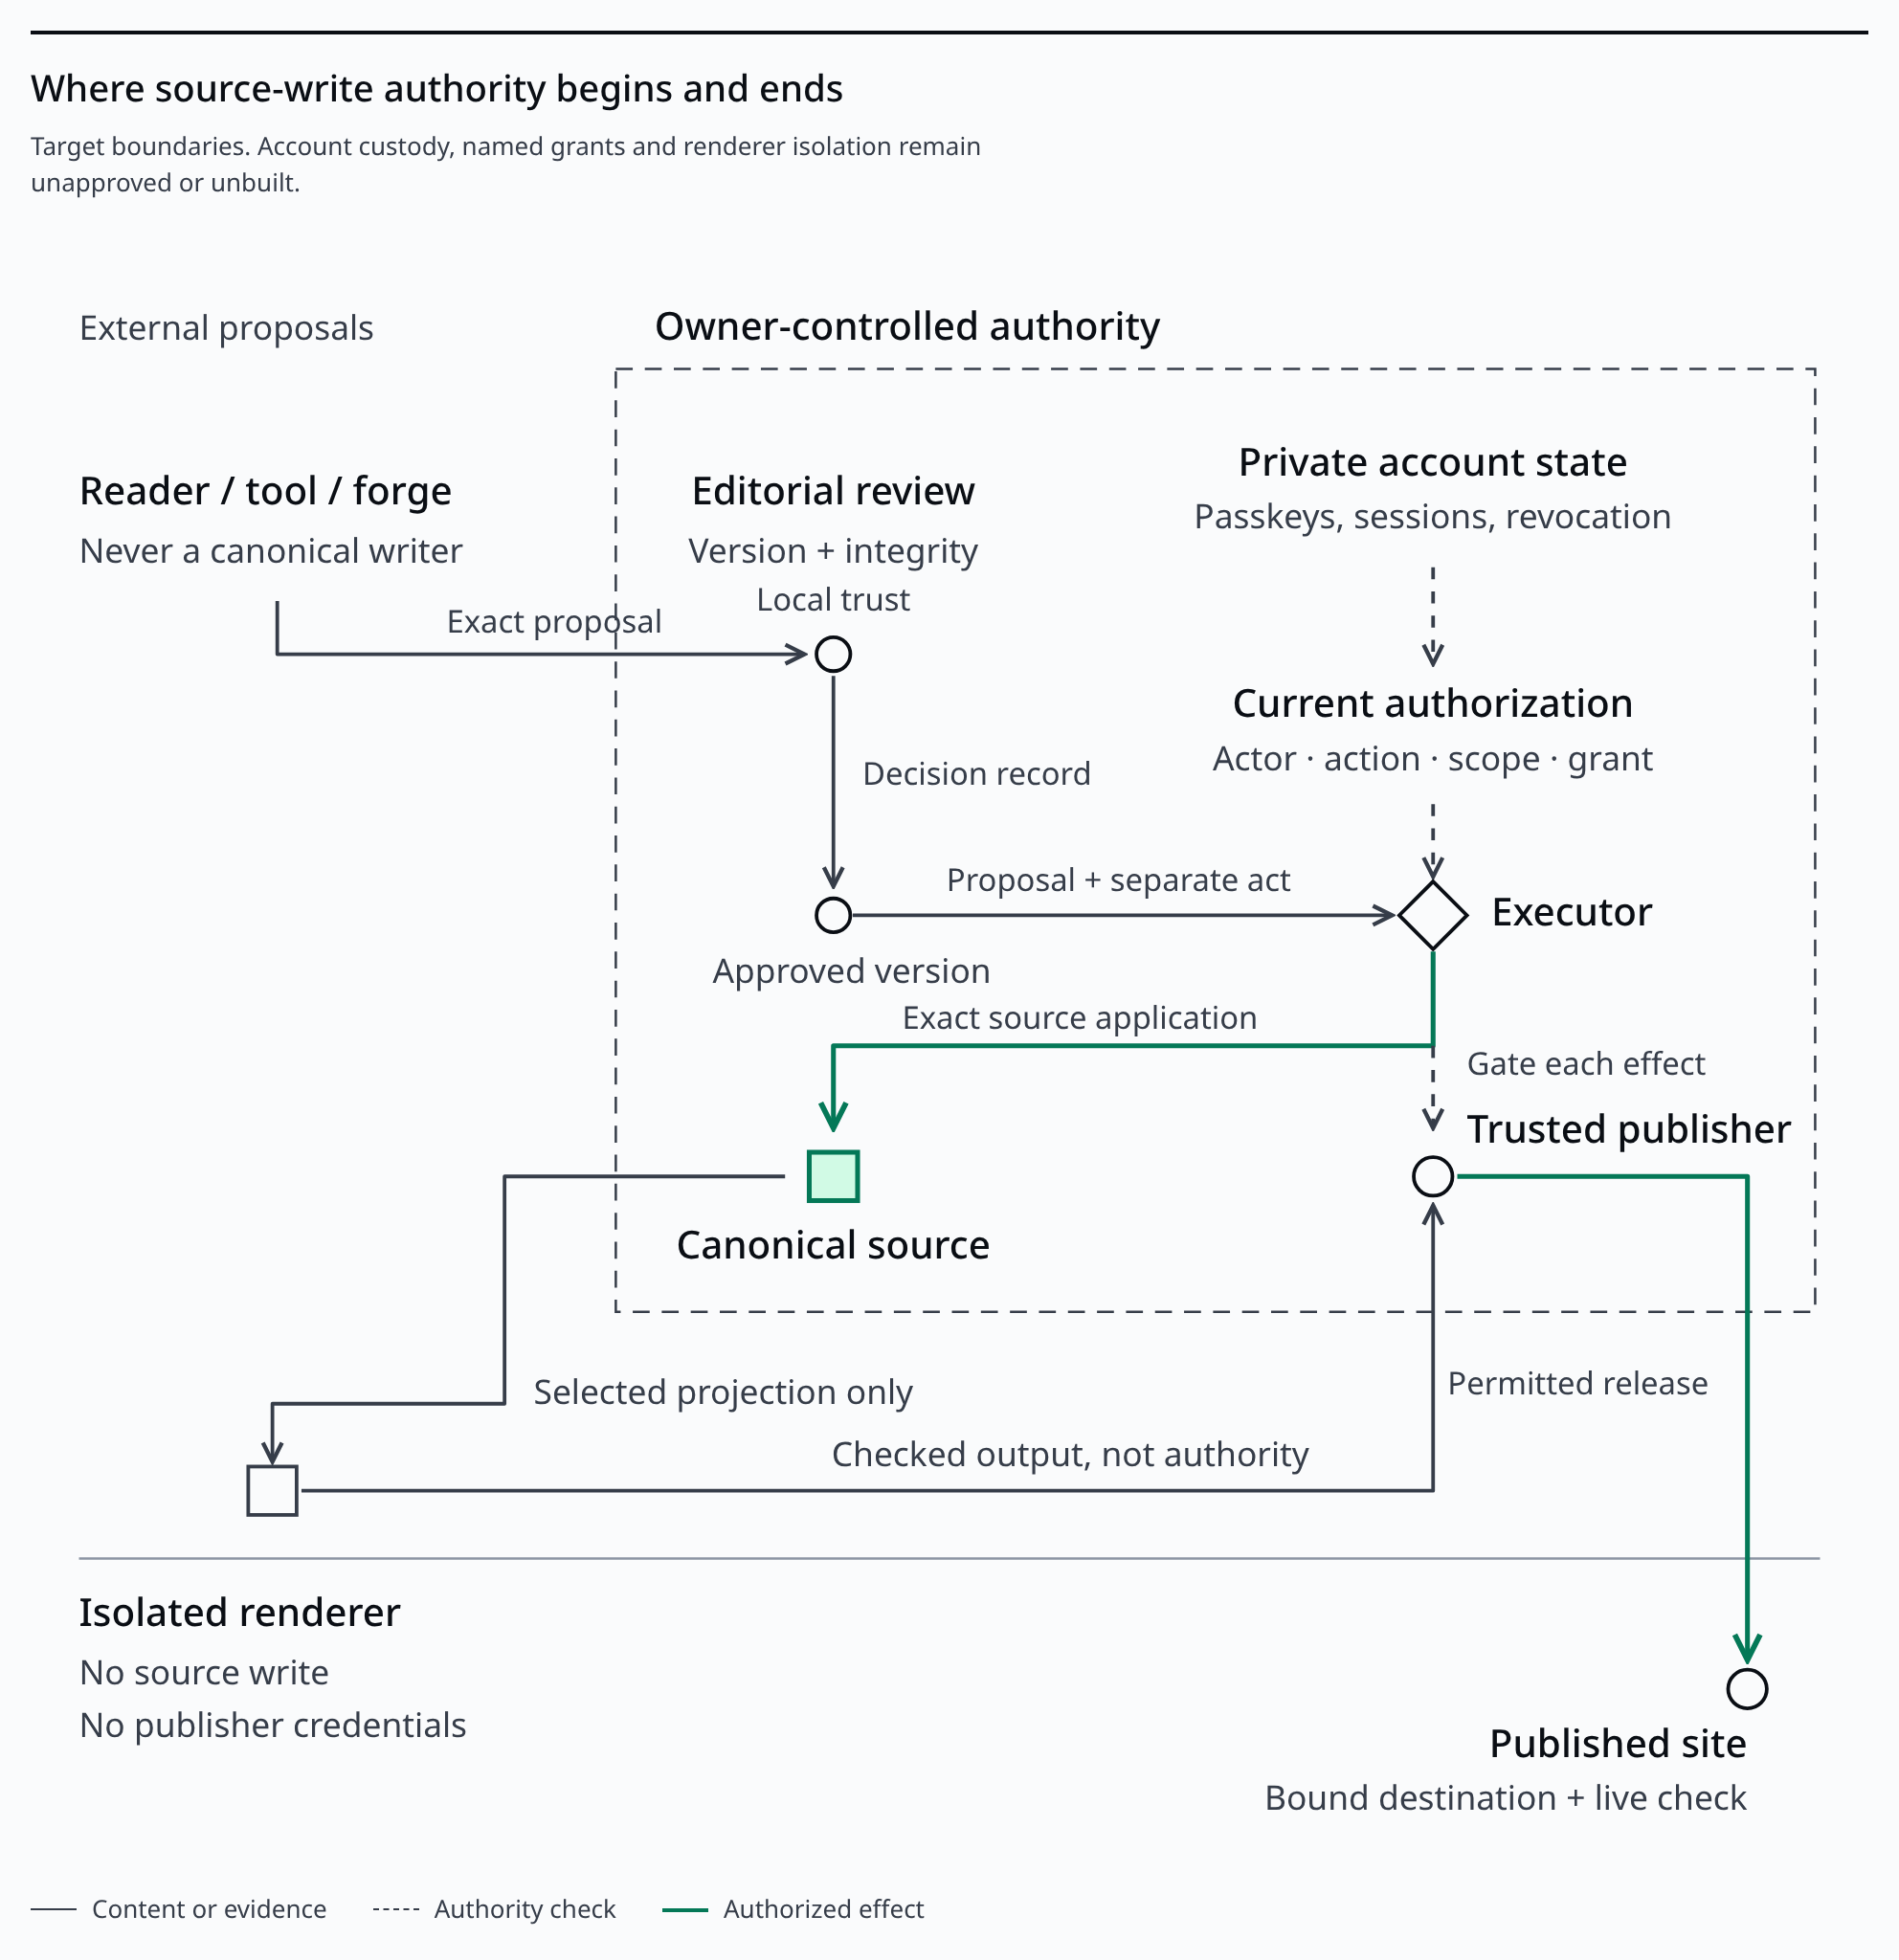 Where source-write authority begins and ends
Target boundaries. Account custody, named grants and renderer isolation remain
unapproved or unbuilt.
External proposals
Owner-controlled authority
Reader / tool / forge
Never a canonical writer
Exact proposal
Editorial review
Version + integrity
Local trust
Private account state
Passkeys, sessions, revocation
Current authorization
Actor · action · scope · grant
Decision record
Proposal + separate act
Executor
Approved version
Exact source application
Gate each effect
Trusted publisher
Canonical source
Selected projection only
Permitted release
Checked output, not authority
Isolated renderer
No source write
No publisher credentials
Published site
Bound destination + live check
Content or evidence
Authority check
Authorized effect